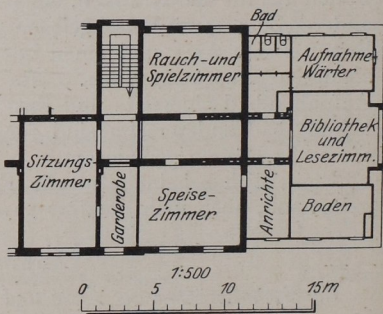 Bad
Rauch- und
Spielzimmer
Aufnahme
Wärter
Bibliothek
und
Lesezimm.
Sitzungs-
Zimmer
Garderobe
Speise-
Zimmer
Anrichte
Boden
1:500
0 5 10 15 m